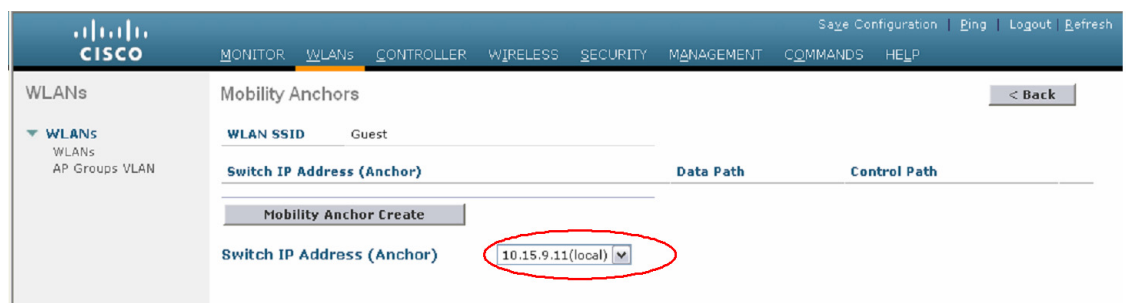 Save Configuration | Ping | Logout | Refresh
CISCO
MONITOR WLANs CONTROLLER WIRELESS SECURITY MANAGEMENT COMMANDS HELP
WLANs
Mobility Anchors
< Back
WLANs
WLANs
AP Groups VLAN
WLAN SSID Guest
Switch IP Address (Anchor) Data Path Control Path
Mobility Anchor Create
Switch IP Address (Anchor) 10.15.9.11(local)